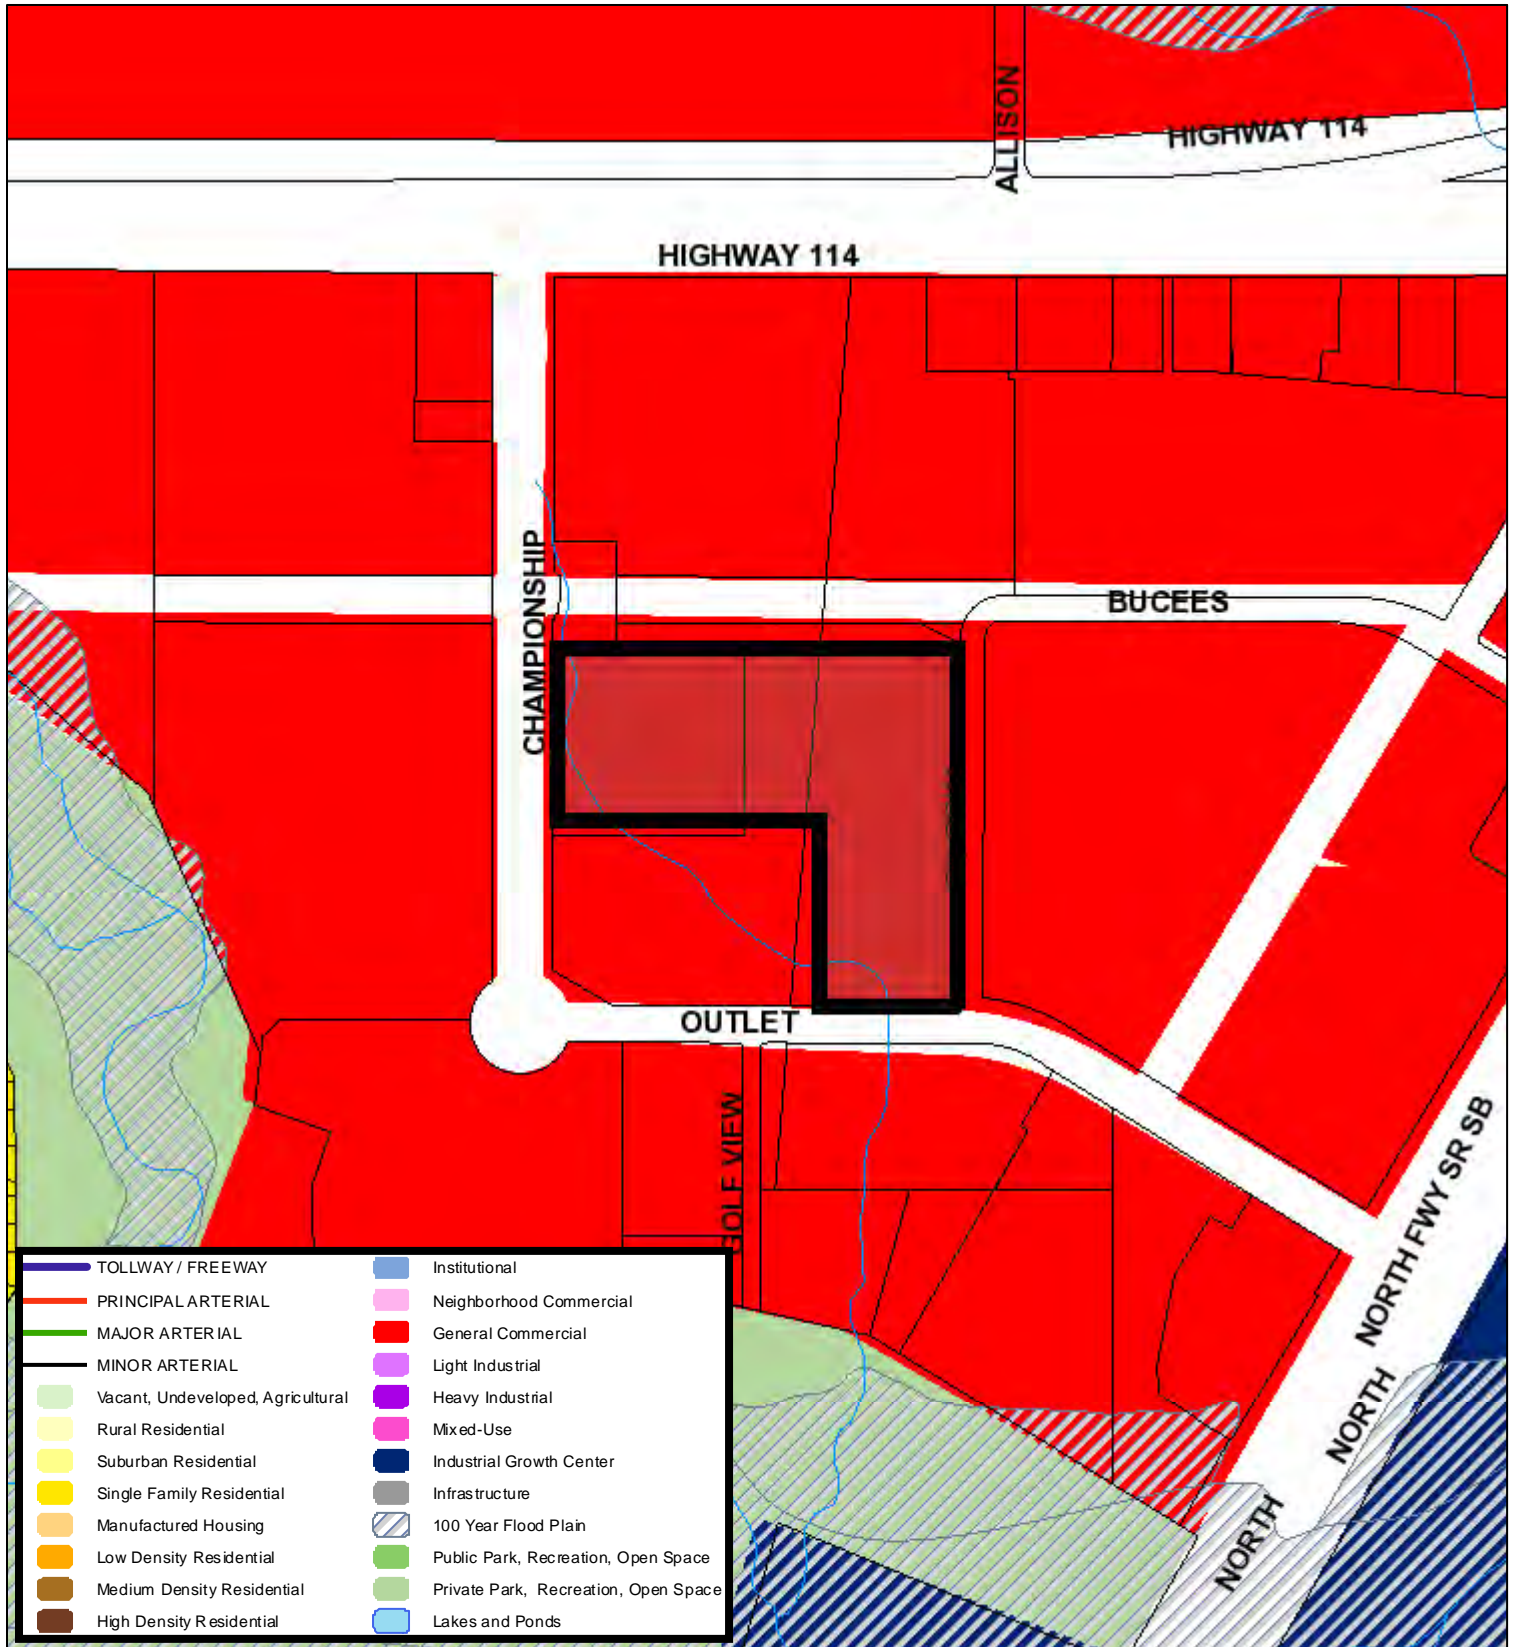 ALLISON
HIGHWAY 114
HIGHWAY 114
CHAMPIONSHIP
BUCEES
OUTLET
GOLF VIEW
NORTH FWY SR SB
NORTH
NORTH
TOLLWAY / FREEWAY
PRINCIPAL ARTERIAL
MAJOR ARTERIAL
MINOR ARTERIAL
Vacant, Undeveloped, Agricultural
Rural Residential
Suburban Residential
Single Family Residential
Manufactured Housing
Low Density Residential
Medium Density Residential
High Density Residential
Institutional
Neighborhood Commercial
General Commercial
Light Industrial
Heavy Industrial
Mixed-Use
Industrial Growth Center
Infrastructure
100 Year Flood Plain
Public Park, Recreation, Open Space
Private Park, Recreation, Open Space
Lakes and Ponds